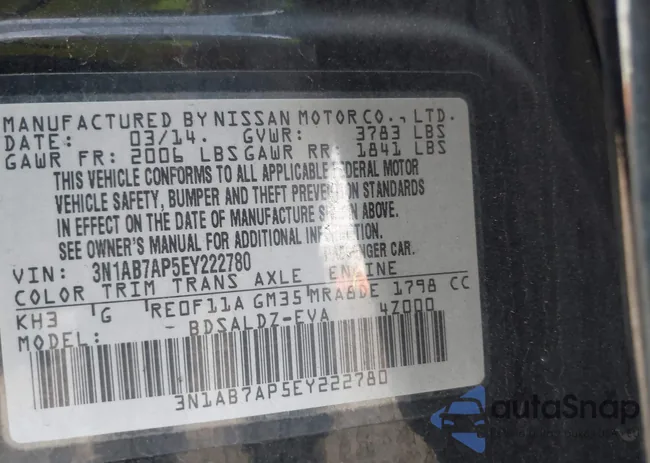 MANUFACTURED BY NISSAN MOTOR CO., LTD.
DATE: 03/14. GVWR: 3783 LBS
GAWR FR: 2006 LBS GAWR RR: 1841 LBS
THIS VEHICLE CONFORMS TO ALL APPLICABLE FEDERAL MOTOR
VEHICLE SAFETY, BUMPER AND THEFT PREVENTION STANDARDS
IN EFFECT ON THE DATE OF MANUFACTURE SHOWN ABOVE.
SEE OWNER'S MANUAL FOR ADDITIONAL INFORMATION.
VIN: 3N1AB7AP5EY222780 PASSENGER CAR.
COLOR TRIM TRANS AXLE ENGINE
KH3 G RE0F11A GM35 MRA8DE 1798 CC
MODEL: -BDSALDZ-EVA 4Z000
3N1AB7AP5EY222780
autoSnap